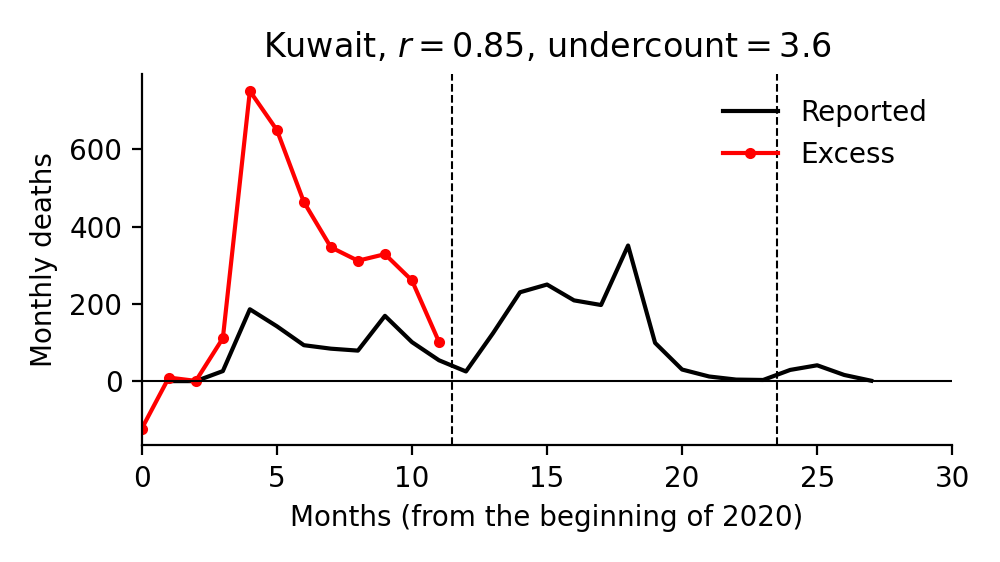 Kuwait, r = 0.85, undercount = 3.6
Reported
Excess
Monthly deaths
600
400
200
0
0 5 10 15 20 25 30
Months (from the beginning of 2020)